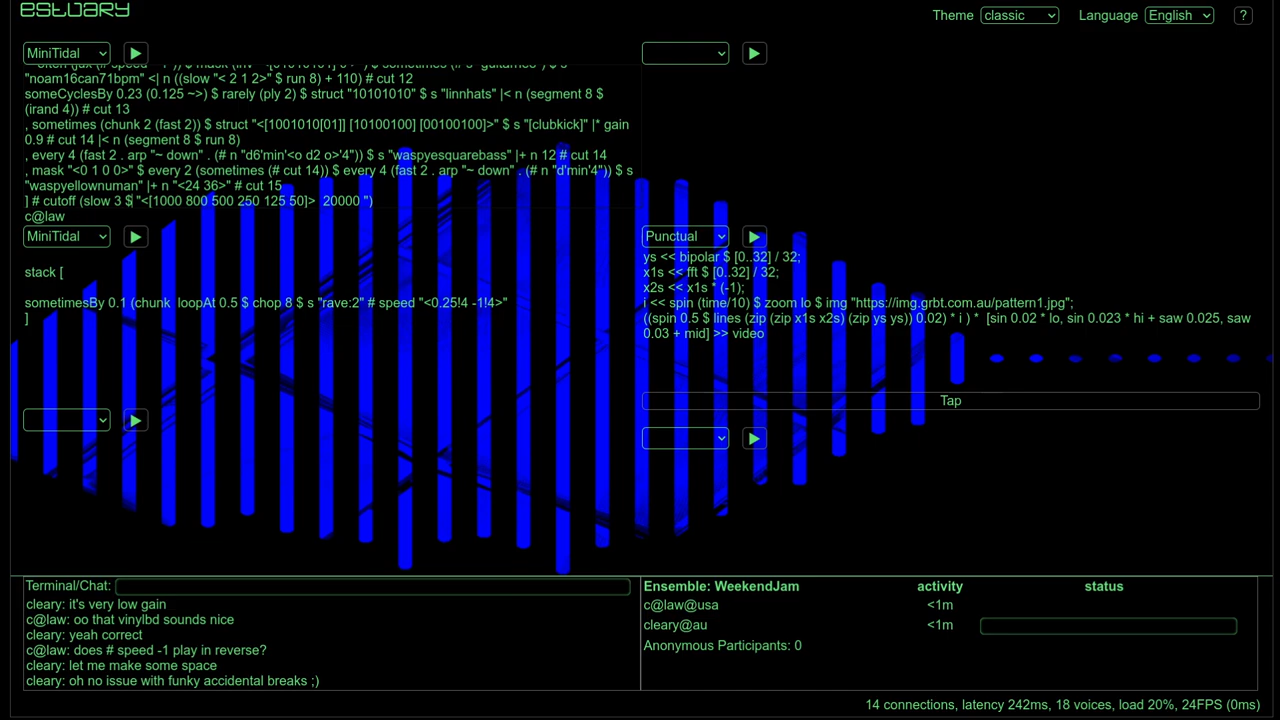 estuary
Theme classic Language English ?
MiniTidal
"noam16can71bpm" <| n ((slow "< 2 1 2>" $ run 8) + 110) # cut 12
someCyclesBy 0.23 (0.125 ~>) $ rarely (ply 2) $ struct "10101010" $ s "linnhats" |< n (segment 8 $
(irand 4)) # cut 13
, sometimes (chunk 2 (fast 2)) $ struct "<[1001010[01]] [10100100] [00100100]>" $ s "[clubkick]" |* gain
0.9 # cut 14 |< n (segment 8 $ run 8)
, every 4 (fast 2 . arp "~ down" . (# n "d6'min'<o d2 o>'4")) $ s "waspyesquarebass" |+ n 12 # cut 14
, mask "<0 1 0 0>" $ every 2 (sometimes (# cut 14)) $ every 4 (fast 2 . arp "~ down" . (# n "d'min'4")) $ s
"waspyellownuman" |+ n "<24 36>" # cut 15
] # cutoff (slow 3 $ "<[1000 800 500 250 125 50]>  20000 ")
c@law
MiniTidal
stack [
sometimesBy 0.1 (chunk  loopAt 0.5 $ chop 8 $ s "rave:2" # speed "<0.25!4 -1!4>"
]
Punctual
ys << bipolar $ [0..32] / 32;
x1s << fft $ [0..32] / 32;
x2s << x1s * (-1);
i << spin (time/10) $ zoom lo $ img "https://img.grbt.com.au/pattern1.jpg";
((spin 0.5 $ lines (zip (zip x1s x2s) (zip ys ys)) 0.02) * i ) *  [sin 0.02 * lo, sin 0.023 * hi + saw 0.025, saw
0.03 + mid] >> video
Tap
Terminal/Chat:
cleary: it's very low gain
c@law: oo that vinylbd sounds nice
cleary: yeah correct
c@law: does # speed -1 play in reverse?
cleary: let me make some space
cleary: oh no issue with funky accidental breaks ;)
Ensemble: WeekendJam activity status
c@law@usa <1m
cleary@au <1m
Anonymous Participants: 0
14 connections, latency 242ms, 18 voices, load 20%, 24FPS (0ms)